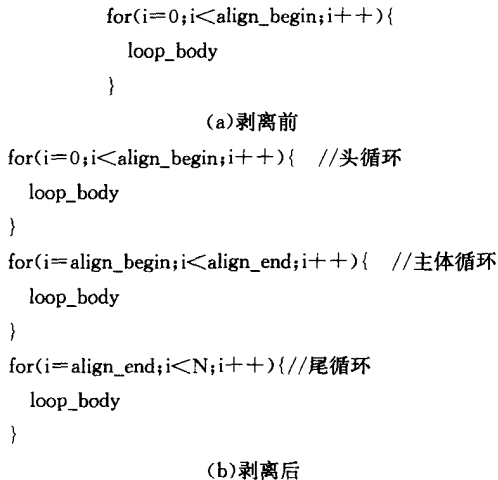 for(i=0;i<align_begin;i++){
loop_body
}
(a)剥离前
for(i=0;i<align_begin;i++){ //头循环
loop_body
}
for(i=align_begin;i<align_end;i++){ //主体循环
loop_body
}
for(i=align_end;i<N;i++){//尾循环
loop_body
}
(b)剥离后